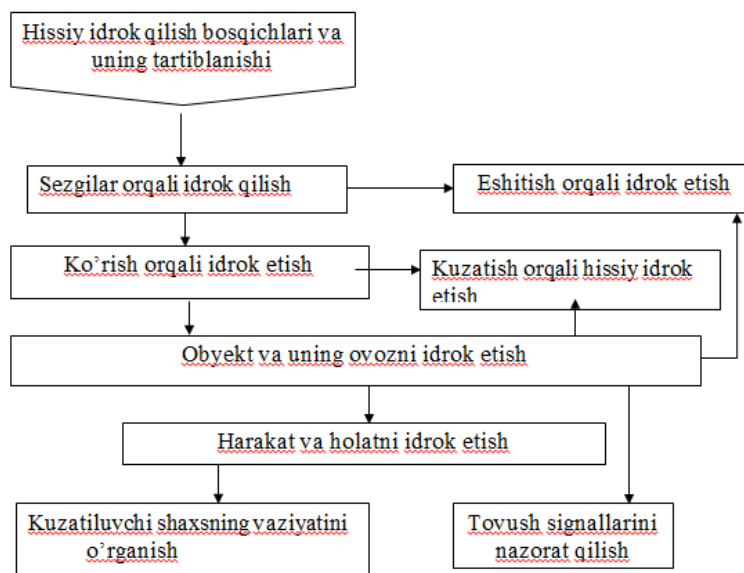 Hissiy idrok qilish bosqichlari va
uning tartiblanishi
Sezgilar orqali idrok qilish
Eshitish orqali idrok etish
Ko’rish orqali idrok etish
Kuzatish orqali hissiy idrok
etish
Obyekt va uning ovozni idrok etish
Harakat va holatni idrok etish
Kuzatiluvchi shaxsning vaziyatini
o’rganish
Tovush signallarini
nazorat qilish